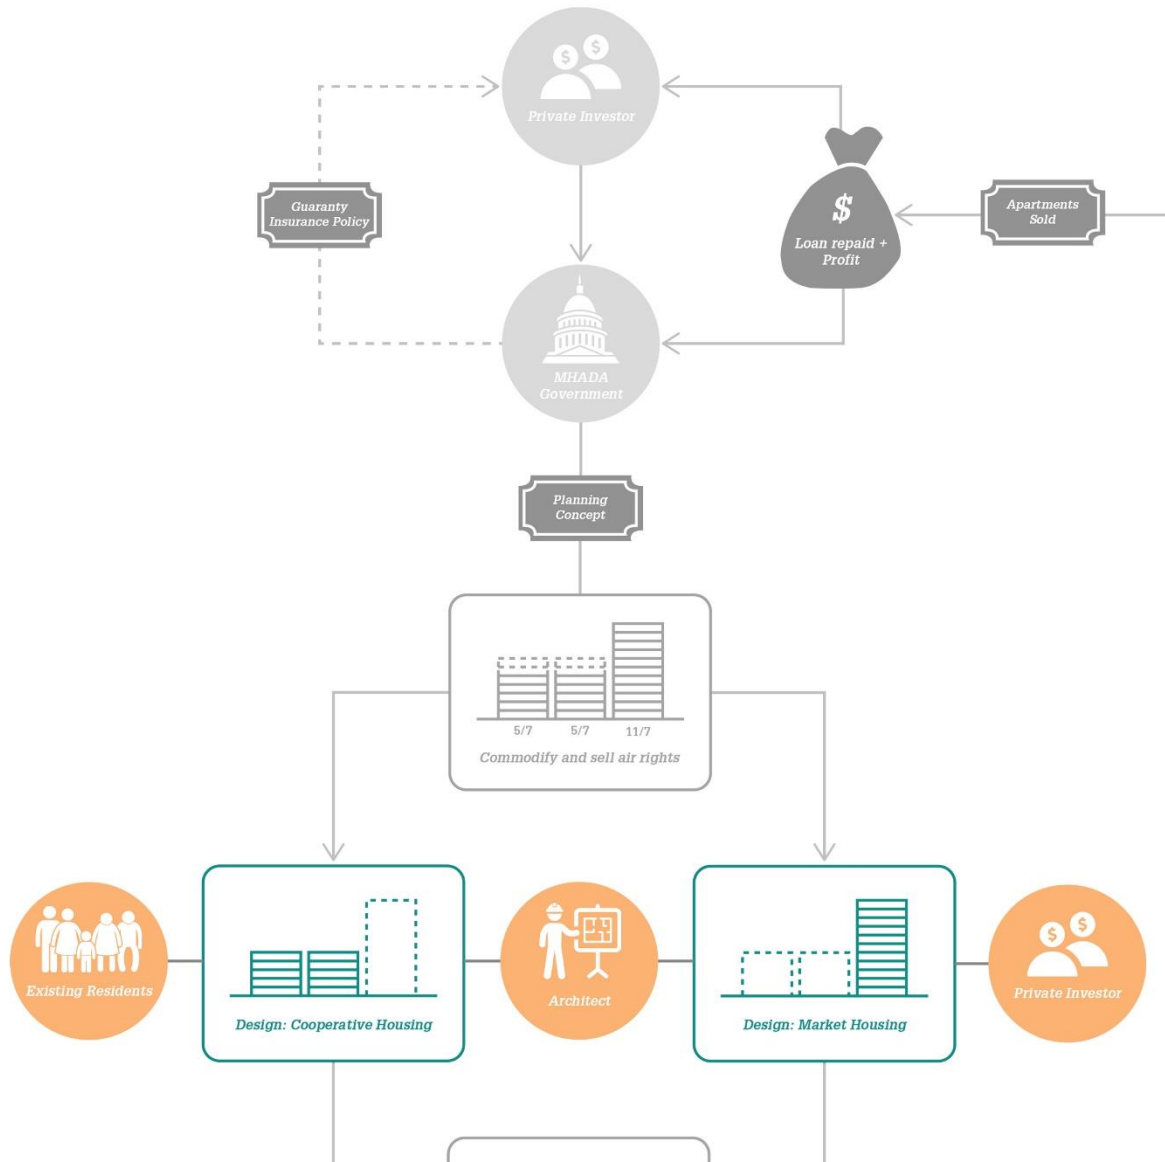 $ $
Private Investor
Guaranty
Insurance Policy
Apartments
Sold
$
Loan repaid +
Profit
MHADA
Government
Planning
Concept
5/7 5/7 11/7
Commodify and sell air rights
Existing Residents
Design: Cooperative Housing
Architect
Design: Market Housing
$ $
Private Investor